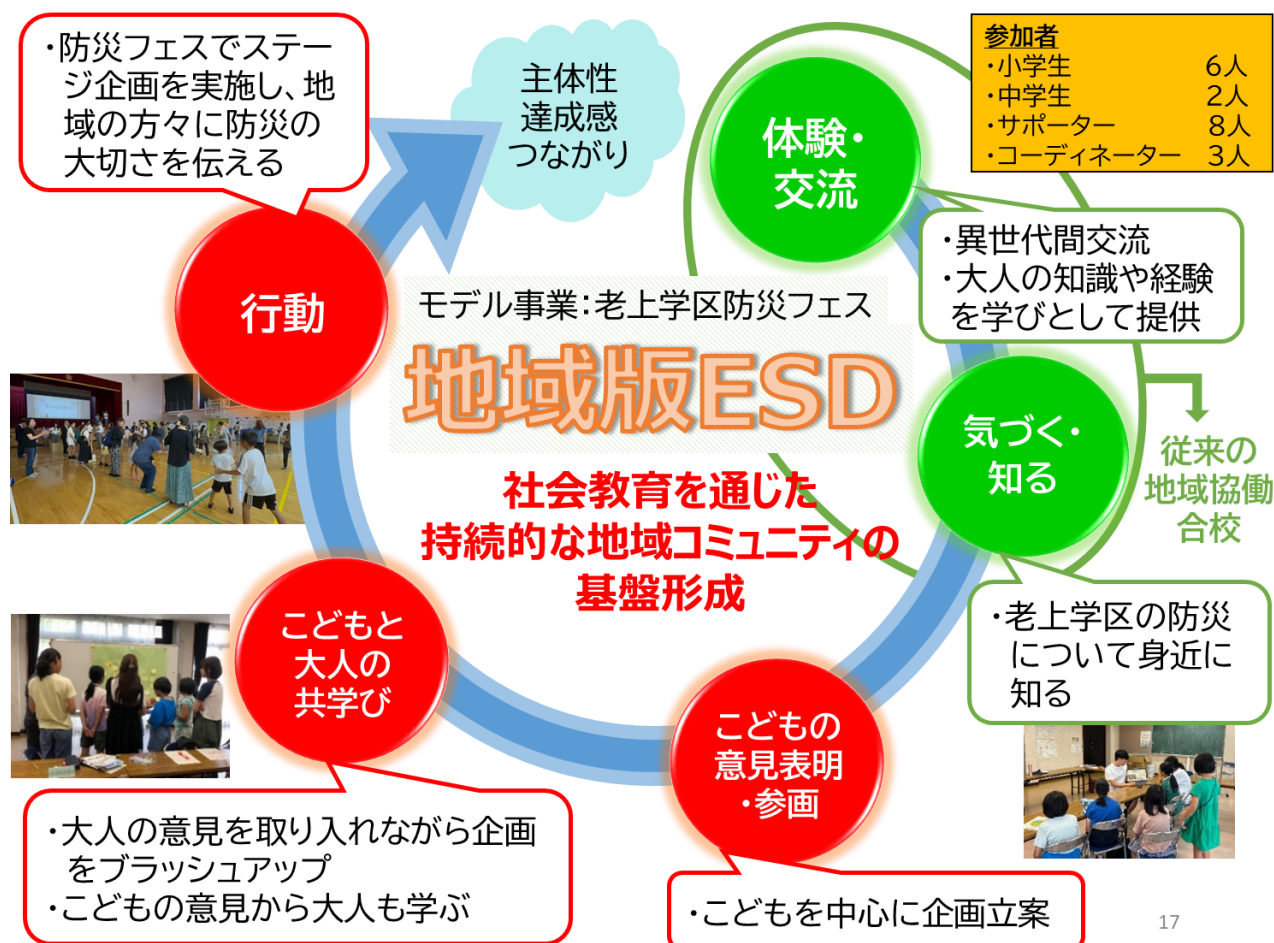 ・防災フェスでステー
ジ企画を実施し、地
域の方々に防災の
大切さを伝える
主体性
達成感
つながり
体験・
交流
参加者
・小学生 6人
・中学生 2人
・サポーター 8人
・コーディネーター 3人
・異世代間交流
・大人の知識や経験
を学びとして提供
行動
モデル事業：老上学区防災フェス
地域版ESD
社会教育を通じた
持続的な地域コミュニティの
基盤形成
気づく・
知る
従来の
地域協働
合校
・老上学区の防災
について身近に
知る
こどもと
大人の
共学び
こどもの
意見表明
・参画
・大人の意見を取り入れながら企画
をブラッシュアップ
・こどもの意見から大人も学ぶ
・こどもを中心に企画立案
17